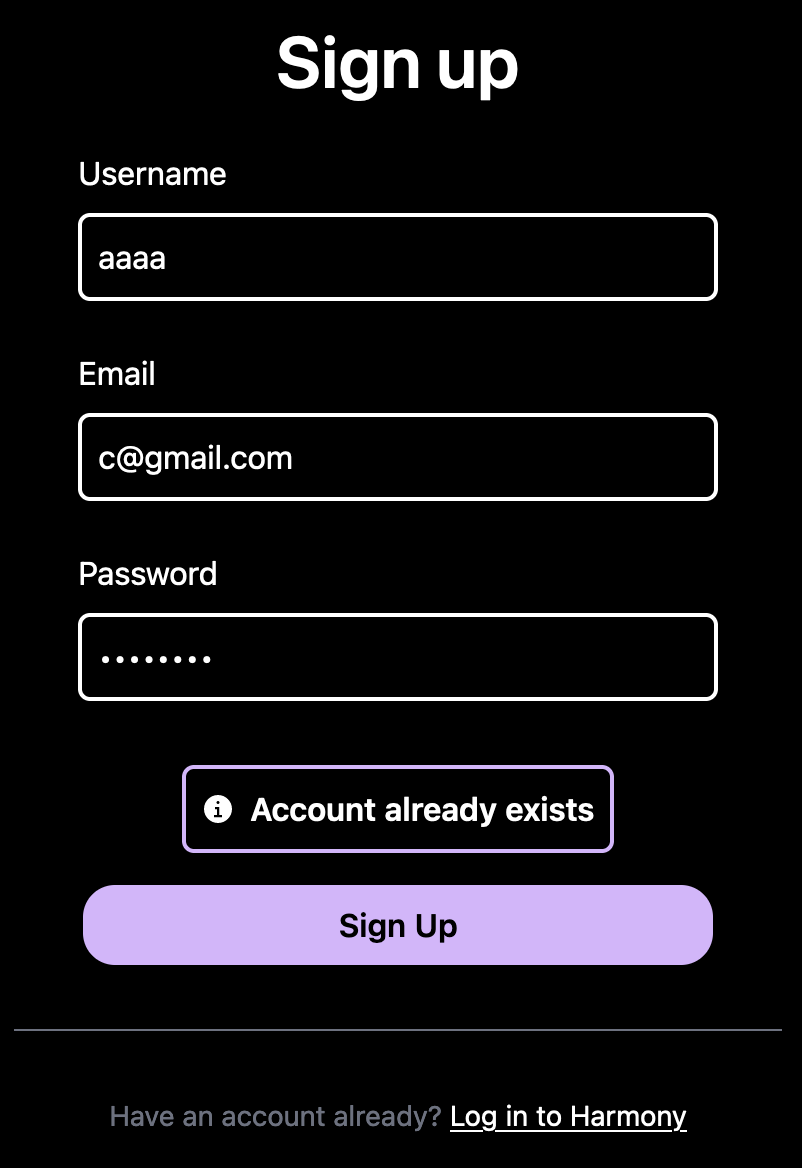 Sign up
Username
aaaa
Email
c@gmail.com
Password
••••••••
Account already exists
Sign Up
Have an account already? Log in to Harmony